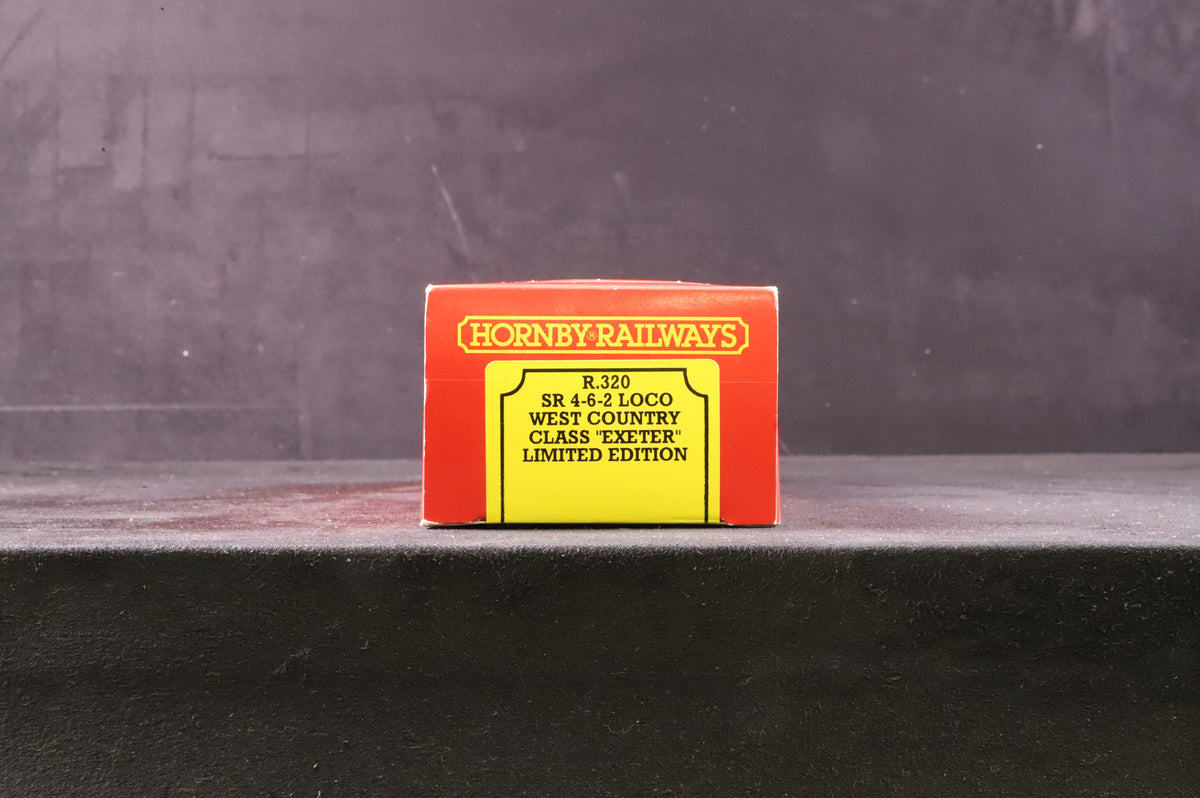 HORNBY® RAILWAYS
R.320
SR 4-6-2 LOCO
WEST COUNTRY
CLASS "EXETER"
LIMITED EDITION